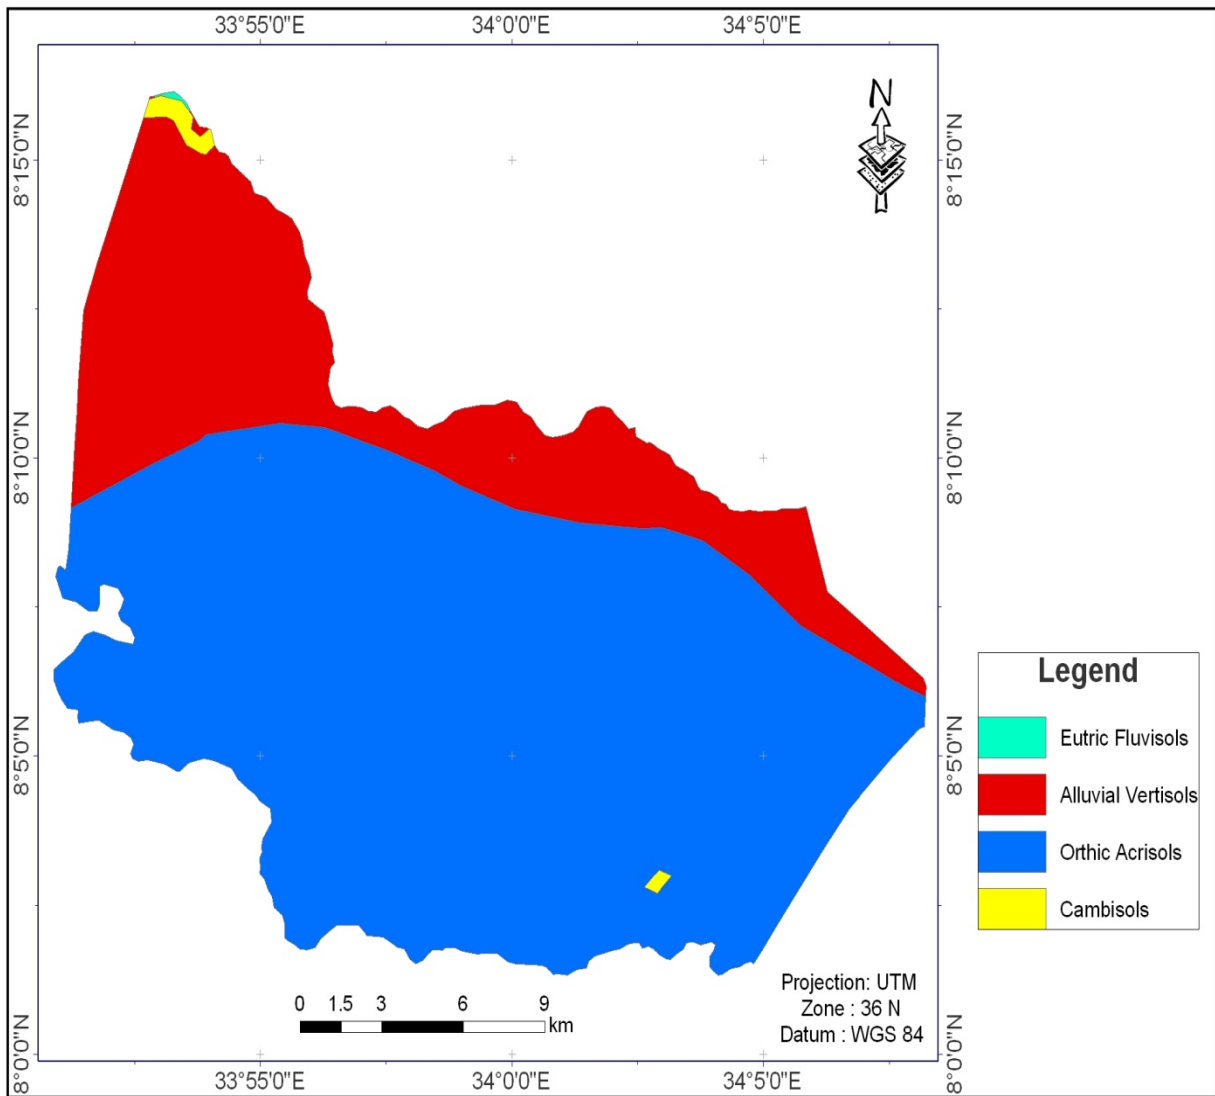 33°55'0"E 34°0'0"E 34°5'0"E
N
8°15'0"N 8°15'0"N
8°10'0"N 8°10'0"N
Legend
Eutric Fluvisols
8°5'0"N 8°5'0"N
Alluvial Vertisols
Orthic Acrisols
Cambisols
Projection: UTM
0 1.5 3 6 9
Zone : 36 N
km
Datum : WGS 84
8°0'0"N 8°0'0"N
33°55'0"E 34°0'0"E 34°5'0"E